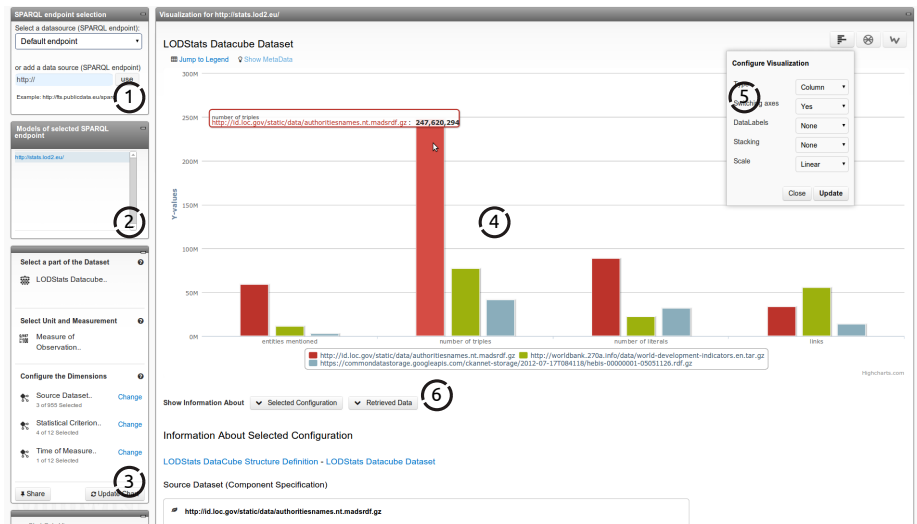 SPARQL endpoint selection
Select a datasource (SPARQL endpoint):
Default endpoint
or add a data source (SPARQL endpoint)
http://
use
Example: http://fts.publicdata.eu/spar
1
Models of selected SPARQL
endpoint
http://stats.lod2.eu/
2
Select a part of the Dataset
LODStats Datacube..
Select Unit and Measurement
Measure of
Observation..
Configure the Dimensions
Source Dataset..
Change
3 of 955 Selected
Statistical Criterion..
Change
4 of 12 Selected
Time of Measure..
Change
1 of 12 Selected
3
Share
Update
Visualization for http://stats.lod2.eu/
LODStats Datacube Dataset
Jump to Legend
Show MetaData
300M
250M
200M
150M
100M
50M
0M
Y-values
number of triples
http://id.loc.gov/static/data/authoritiesnames.nt.madsrdf.gz : 247,620,294
4
entities mentioned
number of triples
number of literals
links
http://id.loc.gov/static/data/authoritiesnames.nt.madsrdf.gz http://worldbank.270a.info/data/world-development-indicators.en.tar.gz
https://commondatastorage.googleapis.com/ckannet-storage/2012-07-17T084118/hebis-00000001-05051126.rdf.gz
Highcharts.com
Configure Visualization
Column
5
Switching axes
Yes
DataLabels
None
Stacking
None
Scale
Linear
Close
Update
Show Information About
Selected Configuration
Retrieved Data
6
Information About Selected Configuration
LODStats DataCube Structure Definition - LODStats Datacube Dataset
Source Dataset (Component Specification)
http://id.loc.gov/static/data/authoritiesnames.nt.madsrdf.gz